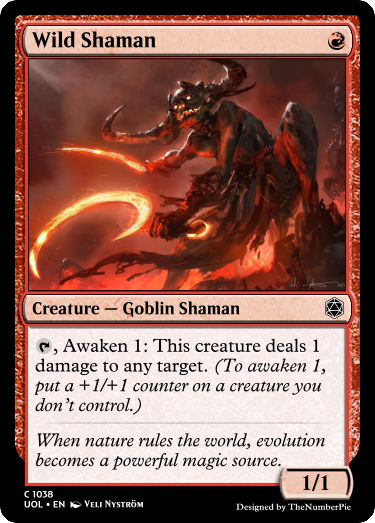 Wild Shaman
Creature — Goblin Shaman
, Awaken 1: This creature deals 1
damage to any target. (To awaken 1,
put a +1/+1 counter on a creature you
don't control.)
When nature rules the world, evolution
becomes a powerful magic source.
1/1
C 1038
UOL • EN Veli Nyström
Designed by TheNumberPie